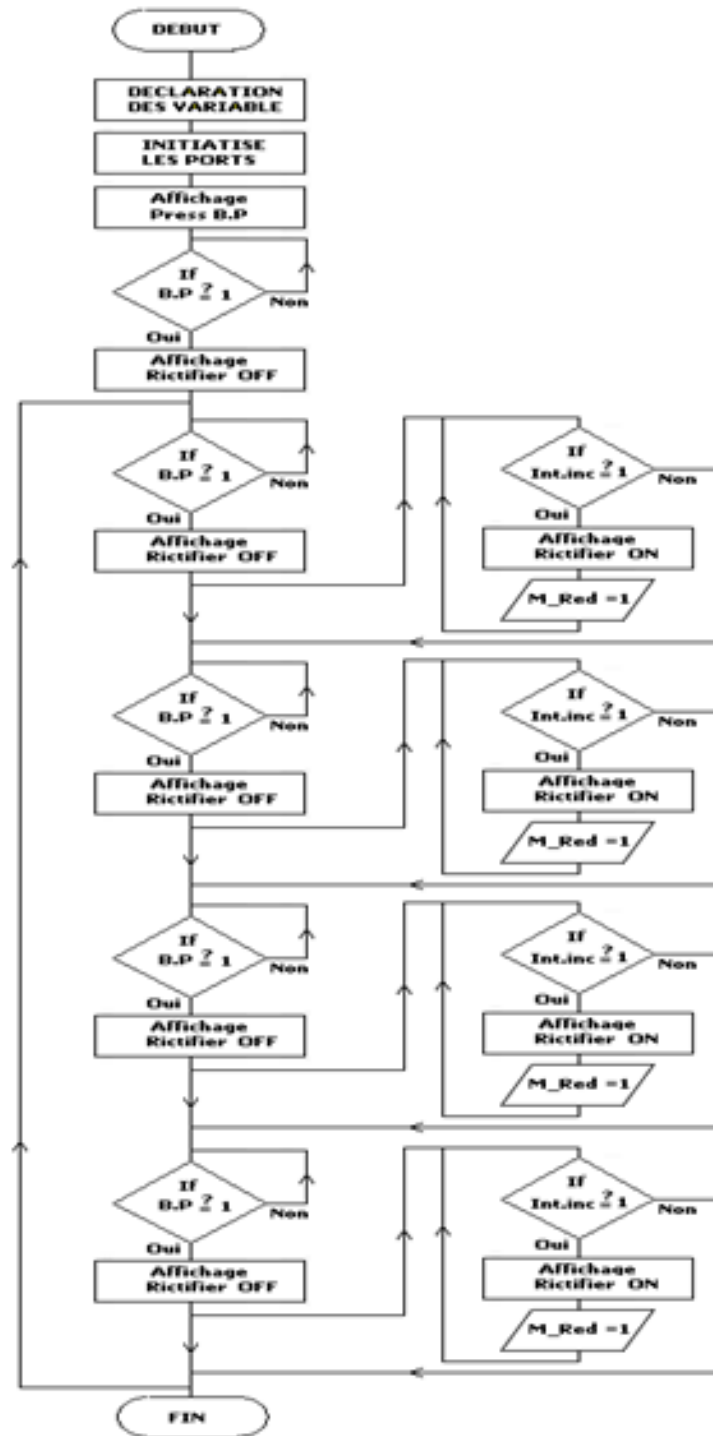 DEBUT
DECLARATION
DES VARIABLE
INITIATISE
LES PORTS
Affichage
Press B.P
If
B.P ≟ 1
Non
Oui
Affichage
Rictifier OFF
If
B.P ≟ 1
Non
Oui
Affichage
Rictifier OFF
If
Int.inc ≟ 1
Non
Oui
Affichage
Rictifier ON
M_Red =1
If
B.P ≟ 1
Non
Oui
Affichage
Rictifier OFF
If
Int.inc ≟ 1
Non
Oui
Affichage
Rictifier ON
M_Red =1
If
B.P ≟ 1
Non
Oui
Affichage
Rictifier OFF
If
Int.inc ≟ 1
Non
Oui
Affichage
Rictifier ON
M_Red =1
If
B.P ≟ 1
Non
Oui
Affichage
Rictifier OFF
If
Int.inc ≟ 1
Non
Oui
Affichage
Rictifier ON
M_Red =1
FIN